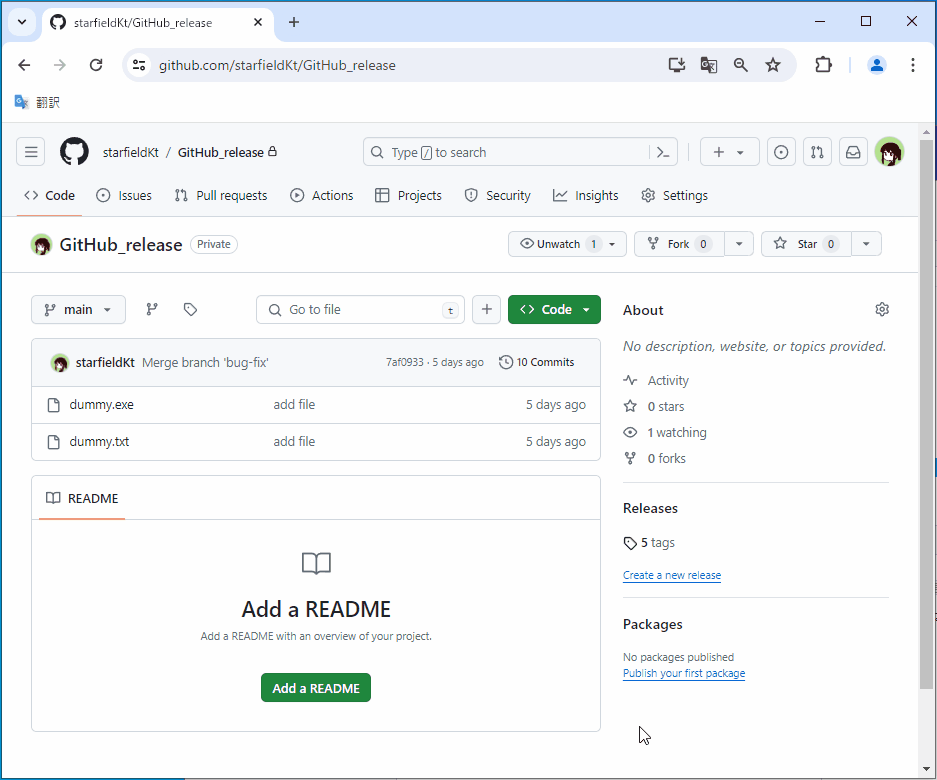 starfieldKt/GitHub_release
github.com/starfieldKt/GitHub_release
翻訳
starfieldKt / GitHub_release
Type / to search
Code Issues Pull requests Actions Projects Security Insights Settings
GitHub_release Private
Unwatch 1 Fork 0 Star 0
main
Go to file t
Code
starfieldKt Merge branch 'bug-fix' 7af0933 · 5 days ago 10 Commits
dummy.exe add file 5 days ago
dummy.txt add file 5 days ago
README
Add a README
Add a README with an overview of your project.
Add a README
About
No description, website, or topics provided.
Activity
0 stars
1 watching
0 forks
Releases
5 tags
Create a new release
Packages
No packages published
Publish your first package